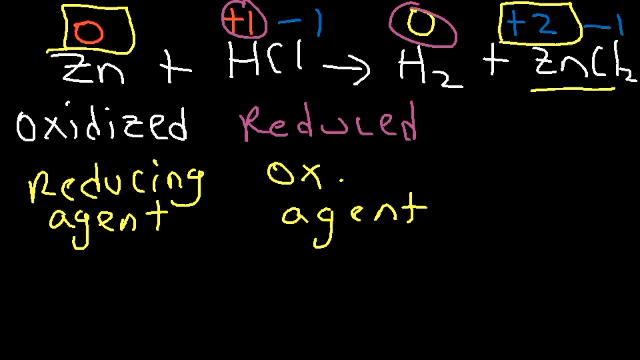 0 +1 -1 0 +2 -1
Zn + HCl → H₂ + ZnCl₂
Oxidized Reduced
Reducing agent
Ox. agent